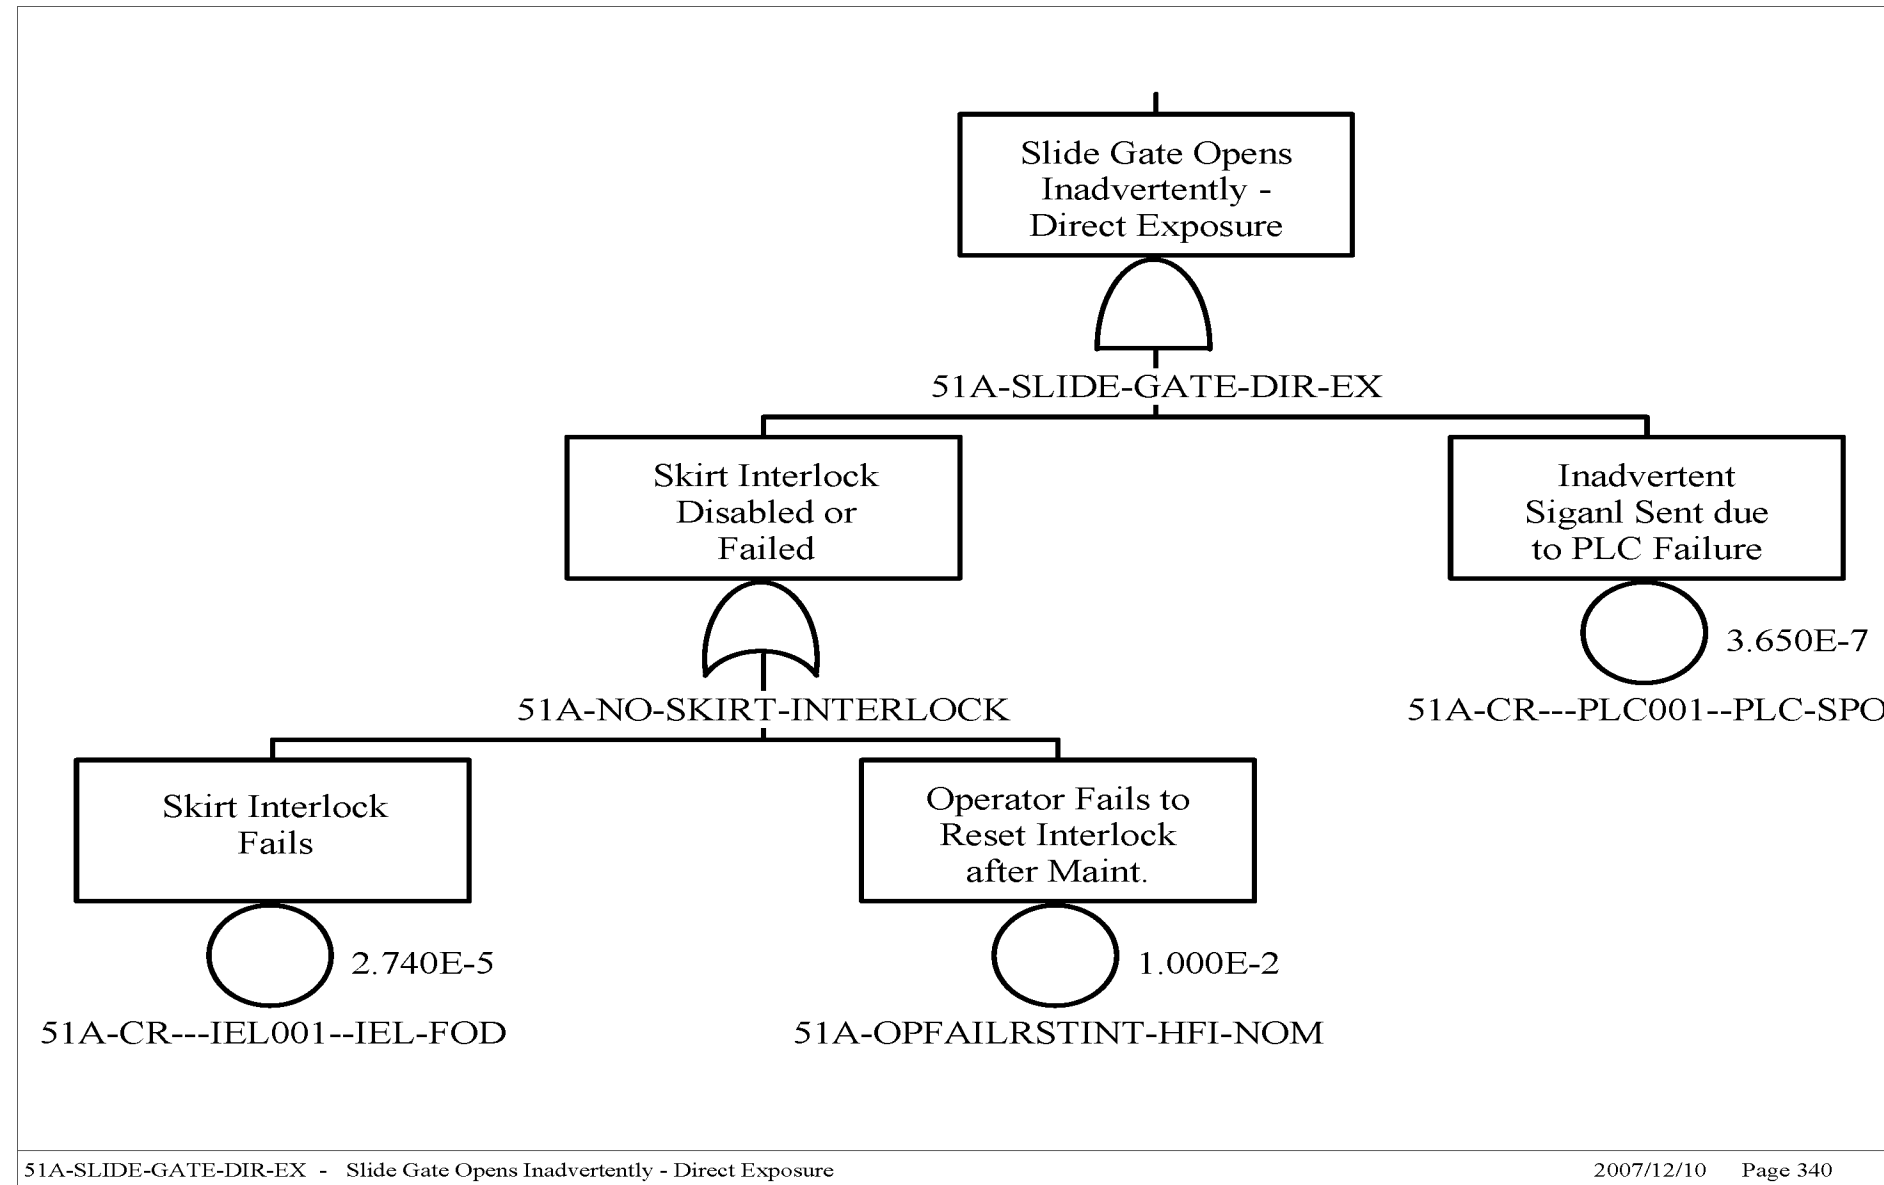 Slide Gate Opens
Inadvertently -
Direct Exposure
51A-SLIDE-GATE-DIR-EX
Skirt Interlock
Disabled or
Failed
Inadvertent
Siganl Sent due
to PLC Failure
3.650E-7
51A-NO-SKIRT-INTERLOCK
51A-CR---PLC001--PLC-SPO
Skirt Interlock
Fails
Operator Fails to
Reset Interlock
after Maint.
2.740E-5
1.000E-2
51A-CR---IEL001--IEL-FOD
51A-OPFAILRSTINT-HFI-NOM
51A-SLIDE-GATE-DIR-EX - Slide Gate Opens Inadvertently - Direct Exposure
2007/12/10 Page 340